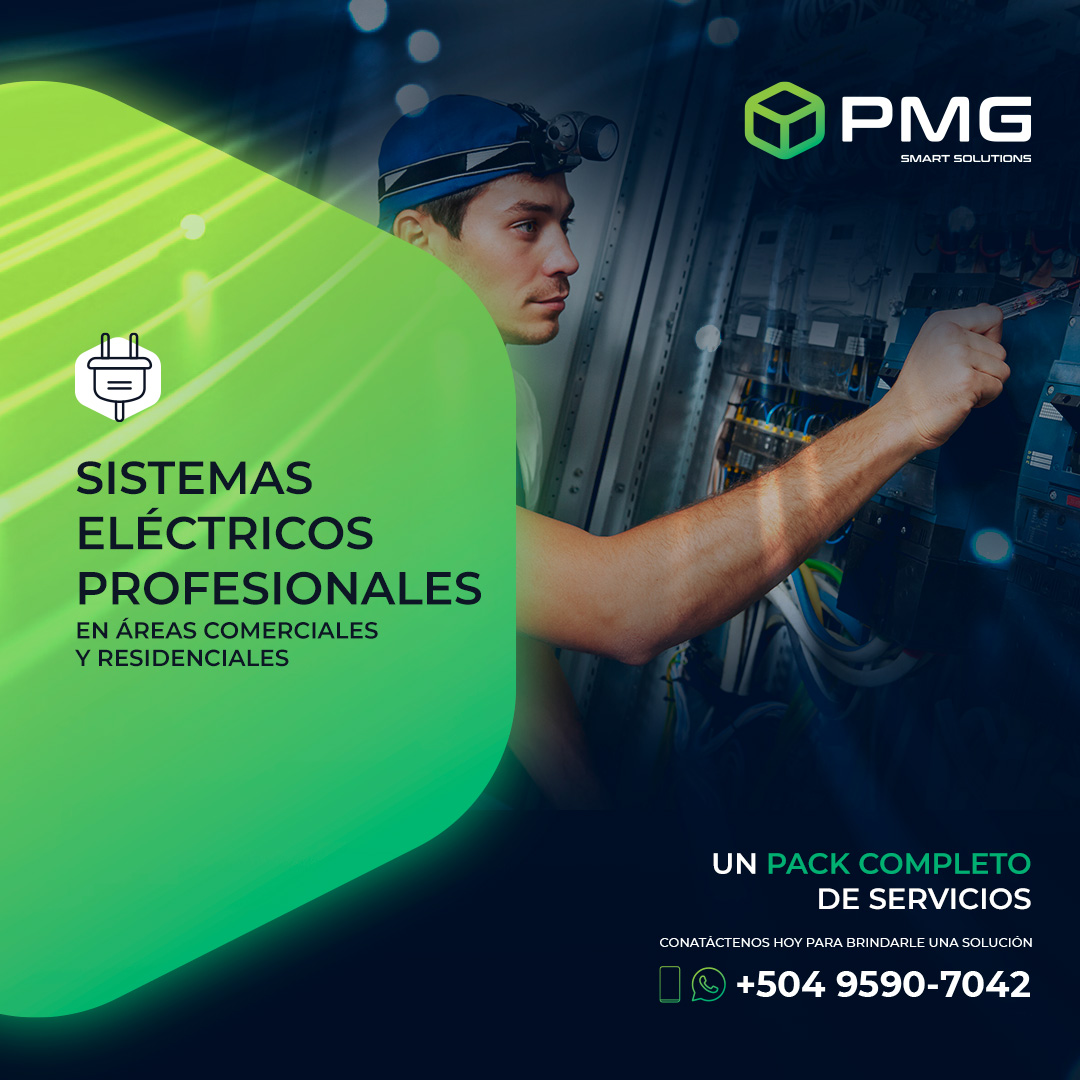 PMG
SMART SOLUTIONS
SISTEMAS
ELÉCTRICOS
PROFESIONALES
EN ÁREAS COMERCIALES
Y RESIDENCIALES
UN PACK COMPLETO
DE SERVICIOS
CONATÁCTENOS HOY PARA BRINDARLE UNA SOLUCIÓN
+504 9590-7042